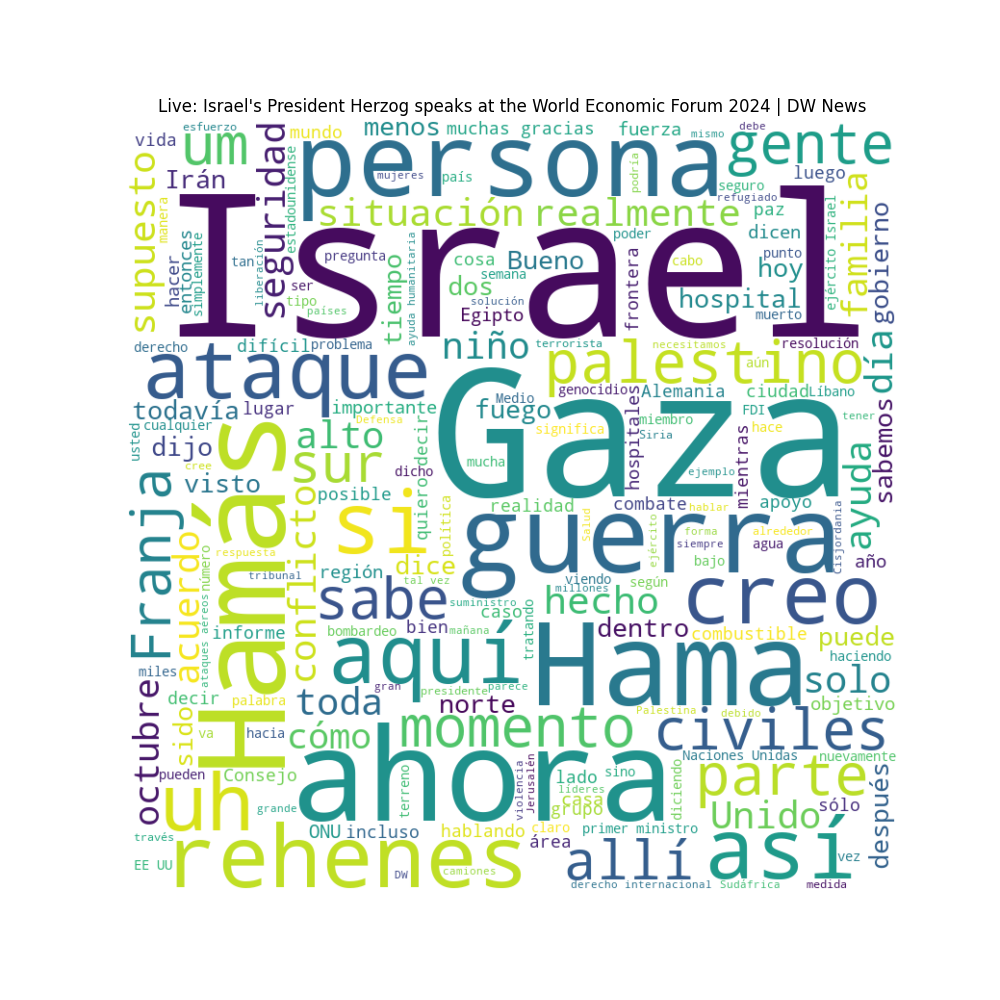 Live: Israel's President Herzog speaks at the World Economic Forum 2024 | DW News
vida
esfuerzo
um
seguridad
mundo
menos
muchas gracias
fuerza
mismo
debe
gente
supuesto
manera
Irán
estadounidense
persona
mujeres
país
podría
seguro
refugiado
luego
familia
situación
realmente
paz
dicen
poder
hacer
entonces
simplemente
tan
liberación
Israel
pregunta
tiempo
ayuda humanitaria
cosa
semana
Bueno
dos
solución
Egipto
frontera
cabo
punto
hoy
hospital
muerto
ejército Israel
gobierno
ser
tipo
países
derecho
difícil
problema
niño
terrorista
necesitamos
resolución
día
ataque
palestino
aún
todavía
lugar
importante
Defensa
Medio
fuego
genocidio
Alemania
ciudad
Líbano
usted
cualquier
dijo
alto
decir
significa
hospitales
miembro
Siria
FDI
hace
tener
sabemos
cree
visto
Hamás
sur
dicho
quiero
mucha
Gaza
ejemplo
mientras
ayuda
Franja
posible
realidad
combate
apoyo
si
política
guerra
Salud
hablar
ejército
forma
siempre
alrededor
agua
Cisjordania
acuerdo
número
ataques aéreos
respuesta
conflicto
tribunal
región
dice
tal vez
viendo
millones
según
bajo
año
sabe
suministro
caso
hecho
creo
informe
bombardeo
bien
mañana
tratando
dentro
combustible
puede
miles
aquí
Hama
haciendo
decir
palabra
toda
gran
presidente
parece
norte
Palestina
debido
solo
objetivo
octubre
sido
va
hacia
cómo
momento
civiles
pueden
Consejo
ahora
terreno
violencia
Jerusalén
lado
sino
líderes
diciendo
Naciones Unidas
nuevamente
parte
después
uh
grande
casa
grupo
Unido
sólo
través
ONU
incluso
hablando
claro
área
primer ministro
EE UU
rehenes
DW
camiones
allí
así
vez
derecho internacional
Sudáfrica
medida